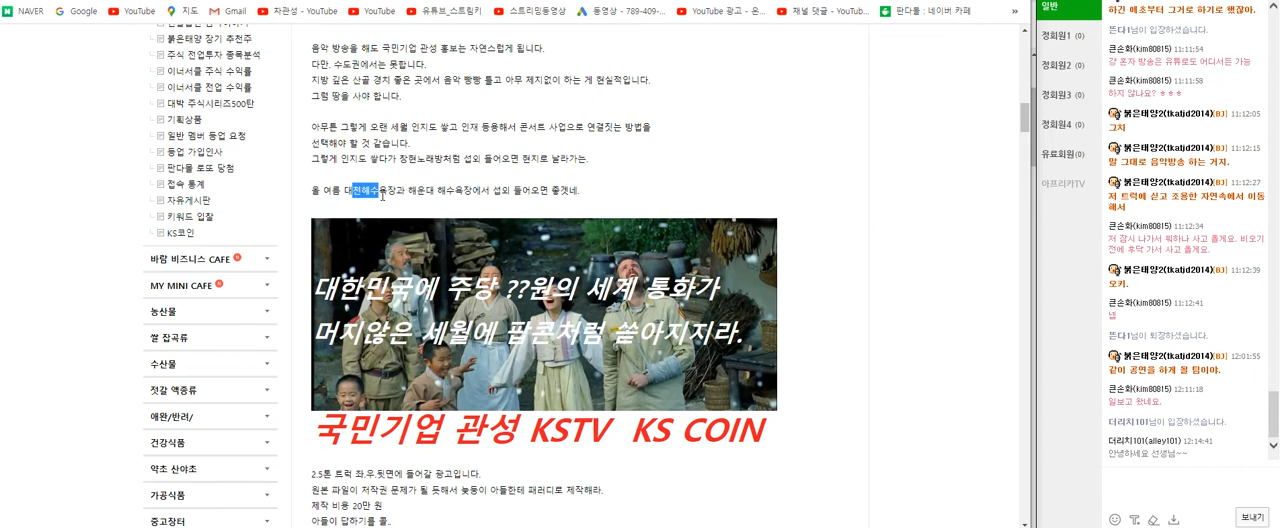 NAVER
Google
YouTube
지도
Gmail
자관성 - YouTube
YouTube
유튜브_스트림키
스트리밍동영상
동영상 - 789-409-...
YouTube 광고 - 온...
채널 댓글 - YouTub...
판다몰 : 네이버 카페
»
붉은태양 장기 추천주
주식 전업투자 종목분석
이너서클 주식 수익률
이너서클 전업 수익률
대박 주식시리즈500탄
기획상품
일반 멤버 등업 요청
등업 가입인사
판다몰 로또 당첨
접속 통계
자유게시판
키워드 입찰
KS코인
바람 비즈니스 CAFE
MY MINI CAFE
농산물
쌀 잡곡류
수산물
젓갈 액종류
애완/반려/
건강식품
약초 산야초
가공식품
중고장터
음악 방송을 해도 국민기업 관성 홍보는 자연스럽게 됩니다.
다만, 수도권에서는 못합니다.
지방 깊은 산골 경치 좋은 곳에서 음악 빵빵 틀고 아무 제지없이 하는 게 현실적입니다.
그럼 땅을 사야 합니다.
아무튼 그렇게 오랜 세월 인지도 쌓고 인재 등용해서 콘서트 사업으로 연결짓는 방법을
선택해야 할 것 같습니다.
그렇게 인지도 쌓다가 장현노래방처럼 섭외 들어오면 현지로 날라가는.
올 여름 대천해수욕장과 해운대 해수욕장에서 섭외 들어오면 좋겟네.
대한민국에 주당 ??원의 세계 통화가
머지않은 세월에 팝콘처럼 쏟아지지라.
국민기업 관성 KSTV KS COIN
2.5톤 트럭 좌.우.뒷면에 들어갈 광고입니다.
원본 파일이 저작권 문제가 될 듯해서 늦둥이 아들한테 패러디로 제작해라.
제작 비용 20만 원
아들이 답하기를 콜..
일반
정회원1 (0)
정회원2 (0)
정회원3 (0)
정회원4 (0)
유료회원 (0)
아프리카TV
하긴 애초부터 그거로 하기로 했잖아.
뜬다1님이 입장하셨습니다.
큰손화(kim80815) 11:11:54
걍 혼자 방송은 유튜로도 어디서든 가능
큰손화(kim80815) 11:11:58
하지 않나요? ㅎㅎㅎ
붉은태양2(tkatjd2014)[BJ] 11:12:05
그치
붉은태양2(tkatjd2014)[BJ] 11:12:15
말 그대로 음악방송 하는 거지.
붉은태양2(tkatjd2014)[BJ] 11:12:27
저 트럭에 싣고 조용한 자연속에서 이동
해서
큰손화(kim80815) 11:12:34
저 잠시 나가서 뭐하나 사고 올게요. 비오기
전에 후닥 가서 사고 올게요.
붉은태양2(tkatjd2014)[BJ] 11:12:39
오키.
큰손화(kim80815) 11:12:41
넵
뜬다1님이 퇴장하셨습니다.
붉은태양2(tkatjd2014)[BJ] 12:01:55
같이 공연을 하게 될 팀이야.
큰손화(kim80815) 12:11:18
일보고 왔네요.
더리치101님이 입장하셨습니다.
더리치101(alley101) 12:14:41
안녕하세요 선생님~~
보내기